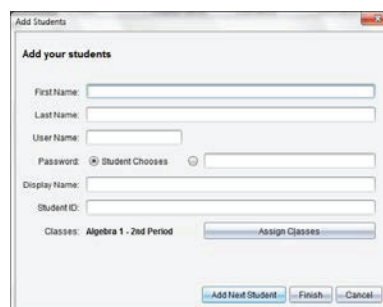 Add Students
Add your students
First Name:
Last Name:
User Name:
Password: Student Chooses
Display Name:
Student ID:
Classes: Algebra 1 - 2nd Period Assign Classes
Add Next Student Finish Cancel